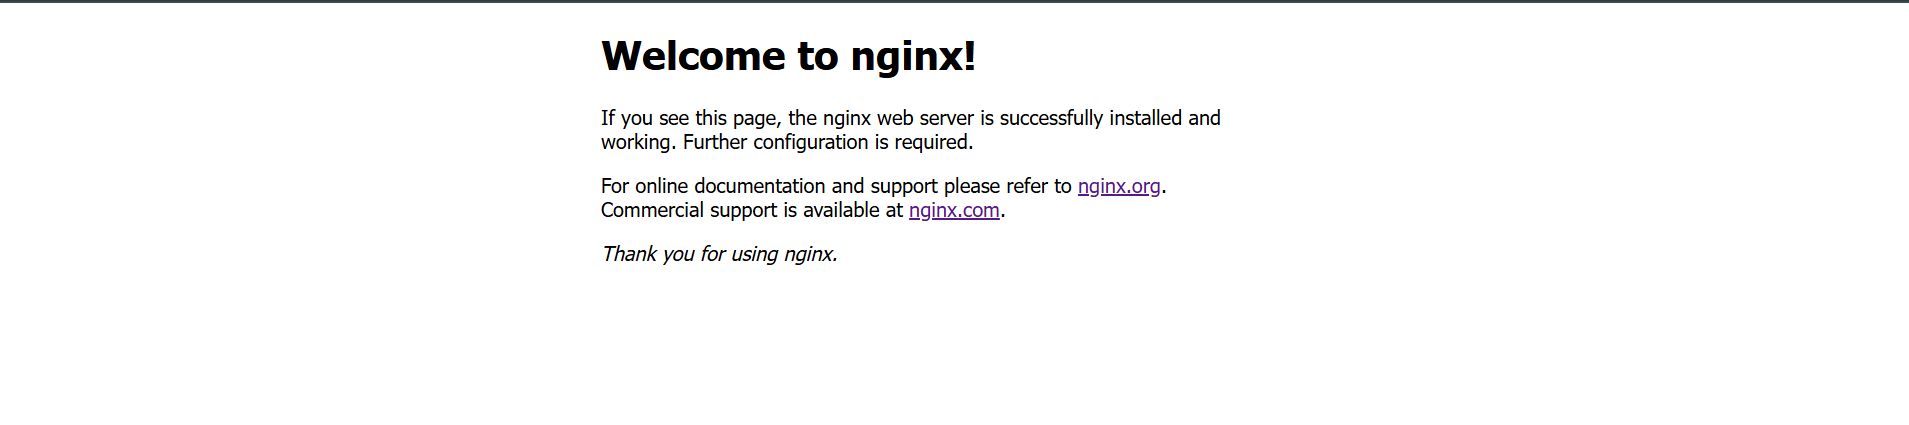 Welcome to nginx!
If you see this page, the nginx web server is successfully installed and
working. Further configuration is required.
For online documentation and support please refer to nginx.org.
Commercial support is available at nginx.com.
Thank you for using nginx.